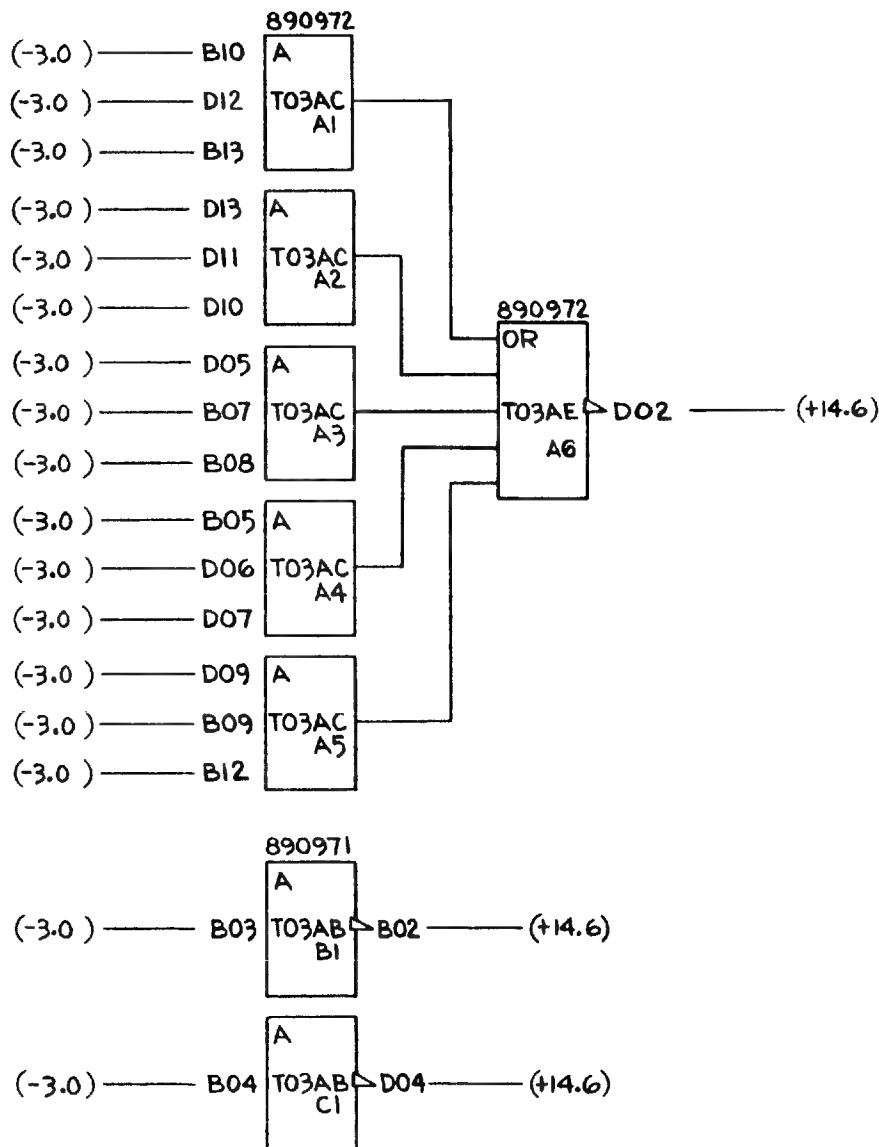 890972
(-3.0) B10 A
(-3.0) D12 T03AC
A1
(-3.0) B13
(-3.0) D13 A
(-3.0) D11 T03AC
A2
(-3.0) D10
890972
OR
(-3.0) D05 A
(-3.0) B07 T03AC T03AE D02 (+14.6)
A3 A6
(-3.0) B08
(-3.0) B05 A
(-3.0) D06 T03AC
A4
(-3.0) D07
(-3.0) D09 A
(-3.0) B09 T03AC
A5
(-3.0) B12
890971
A
(-3.0) B03 T03AB B02 (+14.6)
B1
A
(-3.0) B04 T03AB D04 (+14.6)
C1